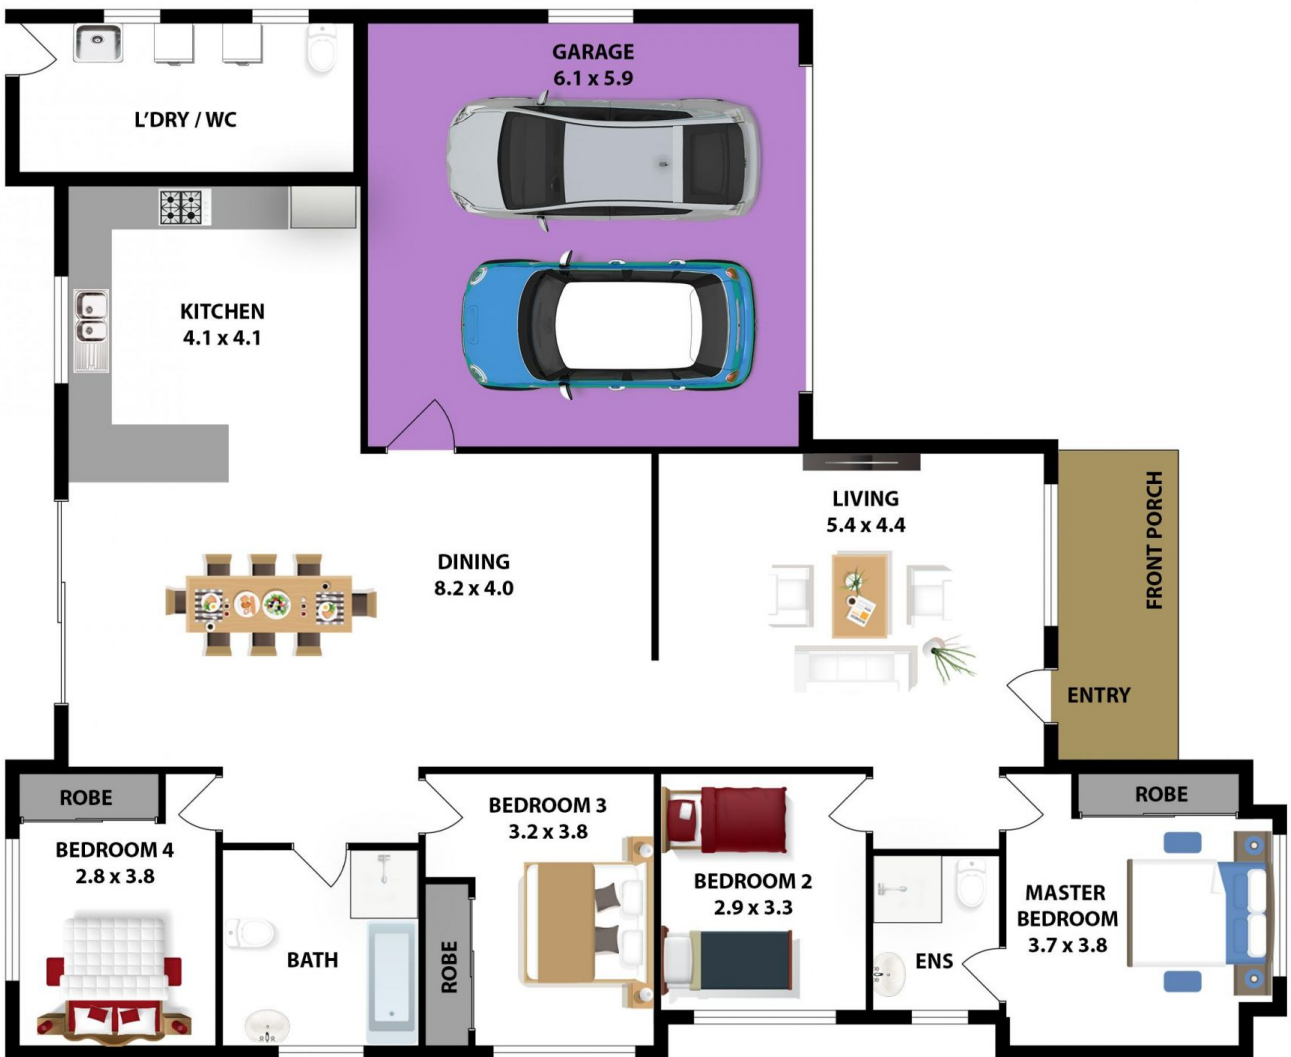 GARAGE
6.1 x 5.9
L'DRY / WC
KITCHEN
4.1 x 4.1
LIVING
5.4 x 4.4
FRONT PORCH
DINING
8.2 x 4.0
ENTRY
ROBE
BEDROOM 4
2.8 x 3.8
BATH
BEDROOM 3
3.2 x 3.8
ROBE
BEDROOM 2
2.9 x 3.3
ENS
ROBE
MASTER
BEDROOM
3.7 x 3.8